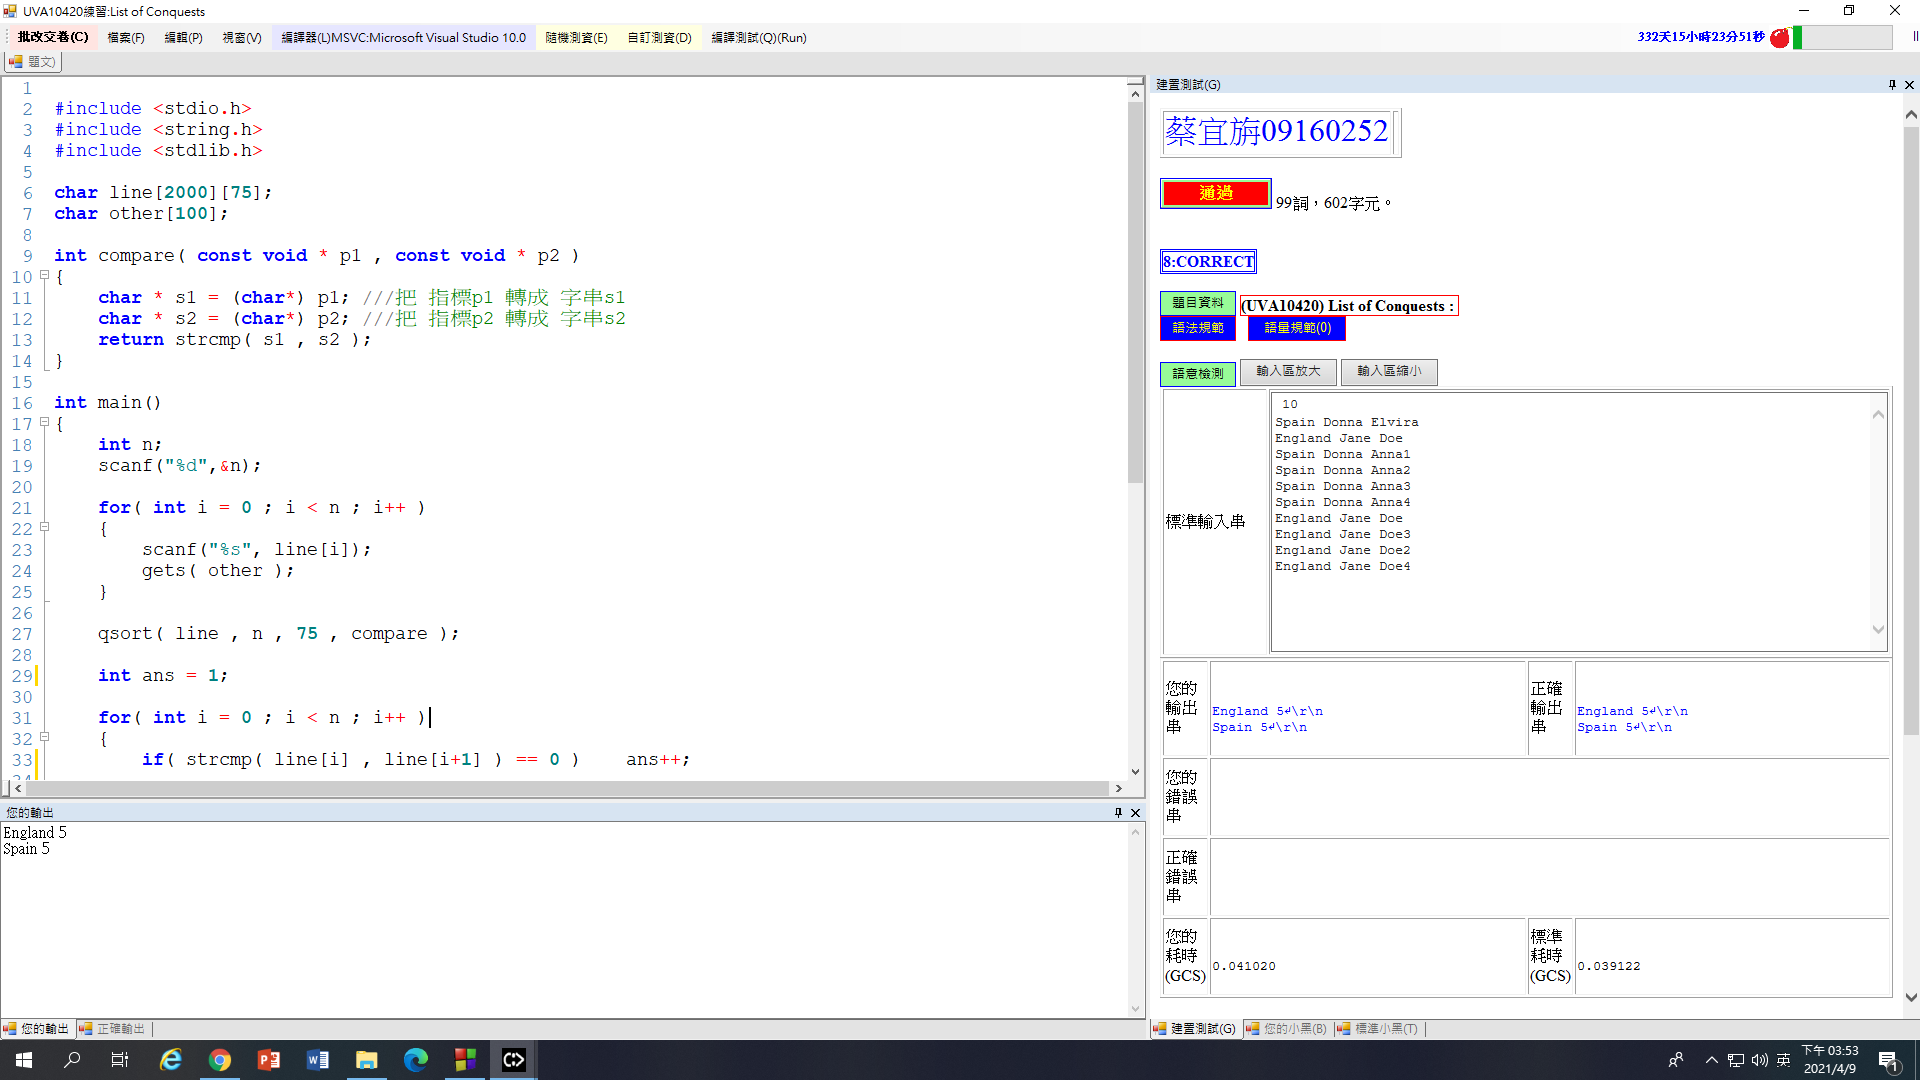 UVA10420練習:List of Conquests
批改交卷(C) 檔案(F) 編輯(P) 視窗(V) 編譯器(L)MSVC:Microsoft Visual Studio 10.0 隨機測資(E) 自訂測資(D) 編譯測試(Q)(Run) 332天15小時23分51秒
題文)
1
2 #include <stdio.h>
3 #include <string.h>
4 #include <stdlib.h>
5
6 char line[2000][75];
7 char other[100];
8
9 int compare( const void * p1 , const void * p2 )
10 {
11 char * s1 = (char*) p1; ///把 指標p1 轉成 字串s1
12 char * s2 = (char*) p2; ///把 指標p2 轉成 字串s2
13 return strcmp( s1 , s2 );
14 }
15
16 int main()
17 {
18 int n;
19 scanf("%d",&n);
20
21 for( int i = 0 ; i < n ; i++ )
22 {
23 scanf("%s", line[i]);
24 gets( other );
25 }
26
27 qsort( line , n , 75 , compare );
28
29 int ans = 1;
30
31 for( int i = 0 ; i < n ; i++ )
32 {
33 if( strcmp( line[i] , line[i+1] ) == 0 ) ans++;
您的輸出
England 5
Spain 5
您的輸出 正確輸出
建置測試(G)
蔡宜旃09160252
通過 99詞，602字元。
8:CORRECT
題目資料 (UVA10420) List of Conquests :
語法規範 語量規範(0)
語意檢測 輸入區放大 輸入區縮小
標準輸入串
10
Spain Donna Elvira
England Jane Doe
Spain Donna Anna1
Spain Donna Anna2
Spain Donna Anna3
Spain Donna Anna4
England Jane Doe
England Jane Doe3
England Jane Doe2
England Jane Doe4
您的輸出串
England 5↵\r\n
Spain 5↵\r\n
正確輸出串
England 5↵\r\n
Spain 5↵\r\n
您的錯誤串
正確錯誤串
您的耗時(GCS) 0.041020
標準耗時(GCS) 0.039122
建置測試(G) 您的小黑(B) 標準小黑(T)
英
下午 03:53
2021/4/9
1